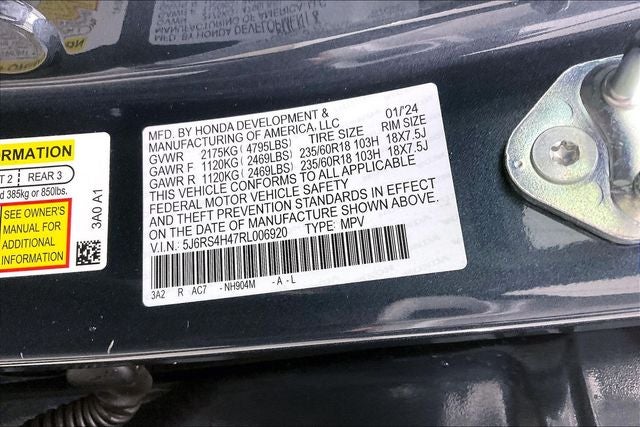 MFD. BY HONDA DEVELOPMENT & 01/'24
MANUFACTURING OF AMERICA, LLC
TIRE SIZE RIM SIZE
GVWR 2175KG ( 4795LBS)
GAWR F 1120KG ( 2469LBS) 235/60R18 103H 18X7.5J
GAWR R 1120KG ( 2469LBS) 235/60R18 103H 18X7.5J
THIS VEHICLE CONFORMS TO ALL APPLICABLE
FEDERAL MOTOR VEHICLE SAFETY
AND THEFT PREVENTION STANDARDS IN EFFECT
ON THE DATE OF MANUFACTURE SHOWN ABOVE.
V.I.N.: 5J6RS4H47RL006920 TYPE: MPV
3A2 R AC7 - NH904M - A - L
2 REAR 3
385kg or 850lbs.
SEE OWNER'S
MANUAL FOR
ADDITIONAL
INFORMATION
3A0 A1